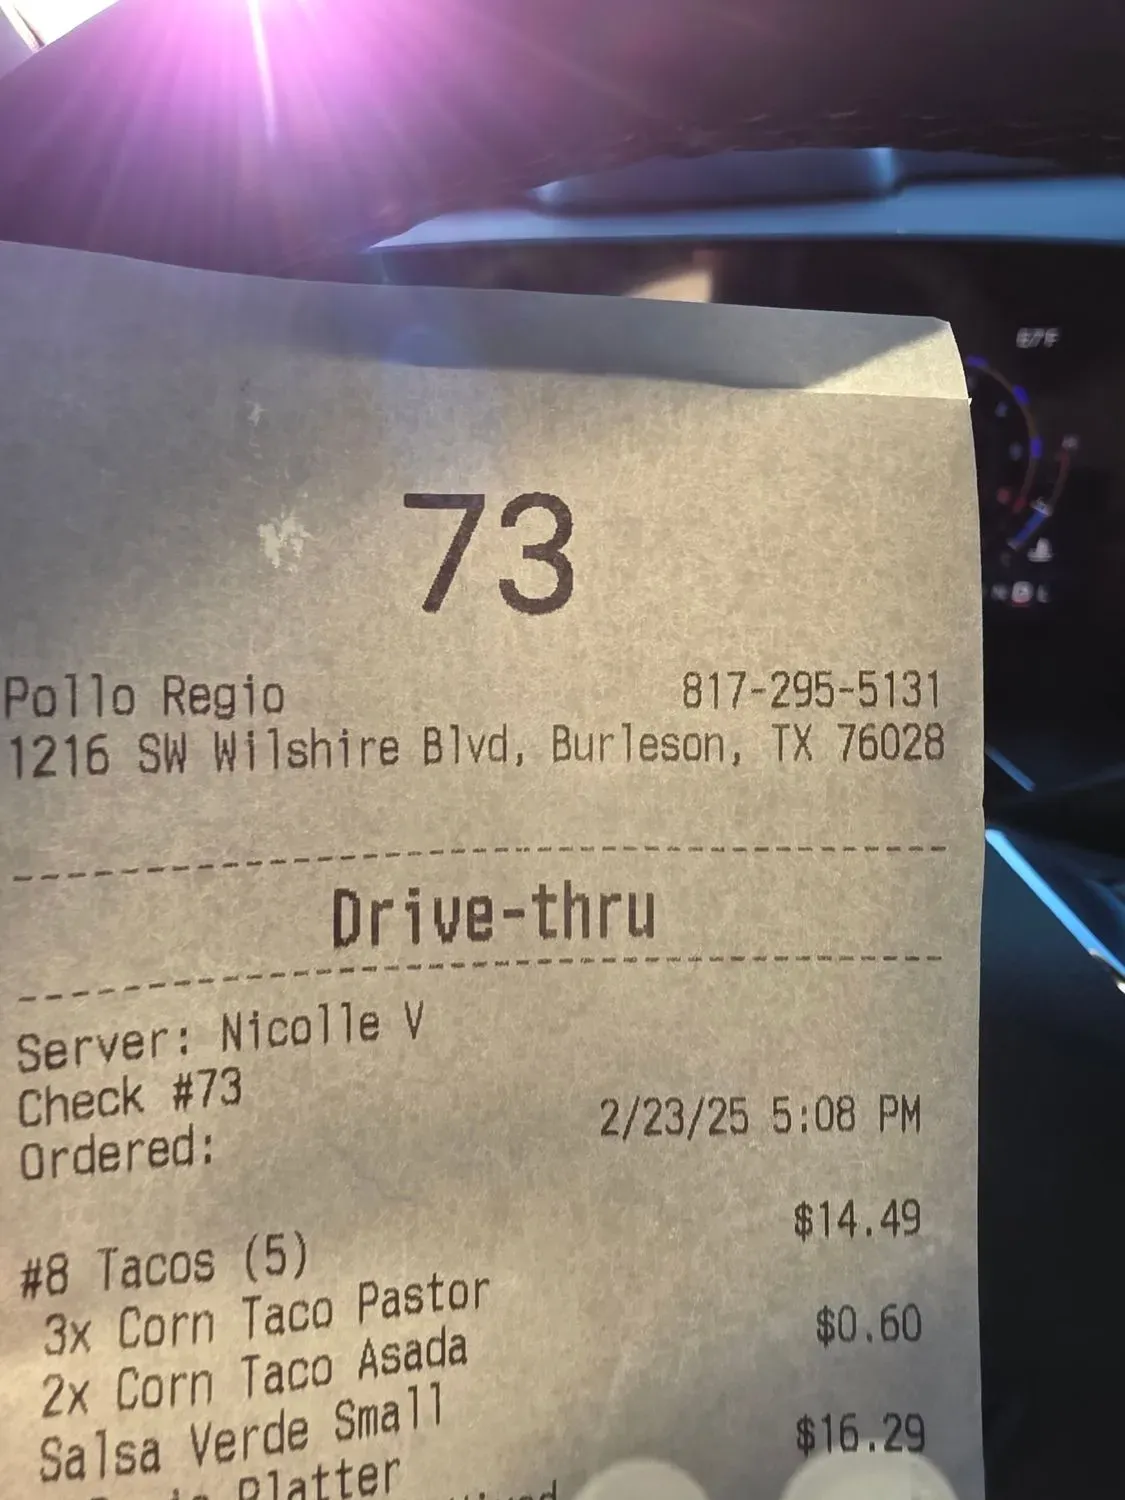 67°F
73
Pollo Regio 817-295-5131
1216 SW Wilshire Blvd, Burleson, TX 76028
Drive-thru
Server: Nicolle V
Check #73
Ordered: 2/23/25 5:08 PM
#8 Tacos (5) $14.49
3x Corn Taco Pastor
2x Corn Taco Asada
Salsa Verde Small $0.60
Platter $16.29